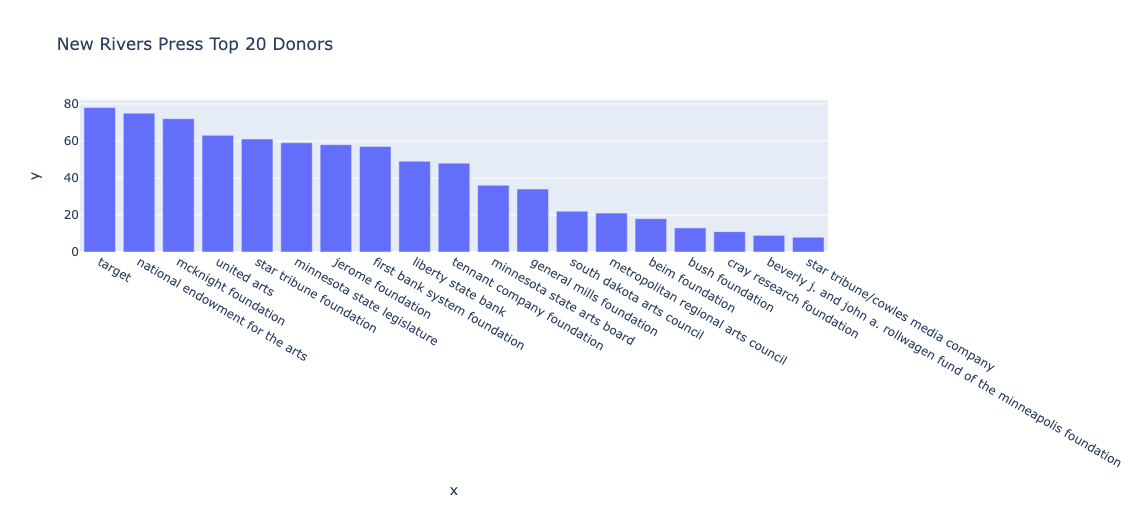 New Rivers Press Top 20 Donors
y
80
60
40
20
0
target
national endowment for the arts
mcknight foundation
united arts
star tribune foundation
minnesota state legislature
jerome foundation
first bank system foundation
liberty state bank
tennant company foundation
minnesota state arts board
general mills foundation
south dakota arts council
metropolitan regional arts council
beim foundation
bush foundation
cray research foundation
beverly j. and john a. rollwagen fund of the minneapolis foundation
star tribune/cowles media company
x